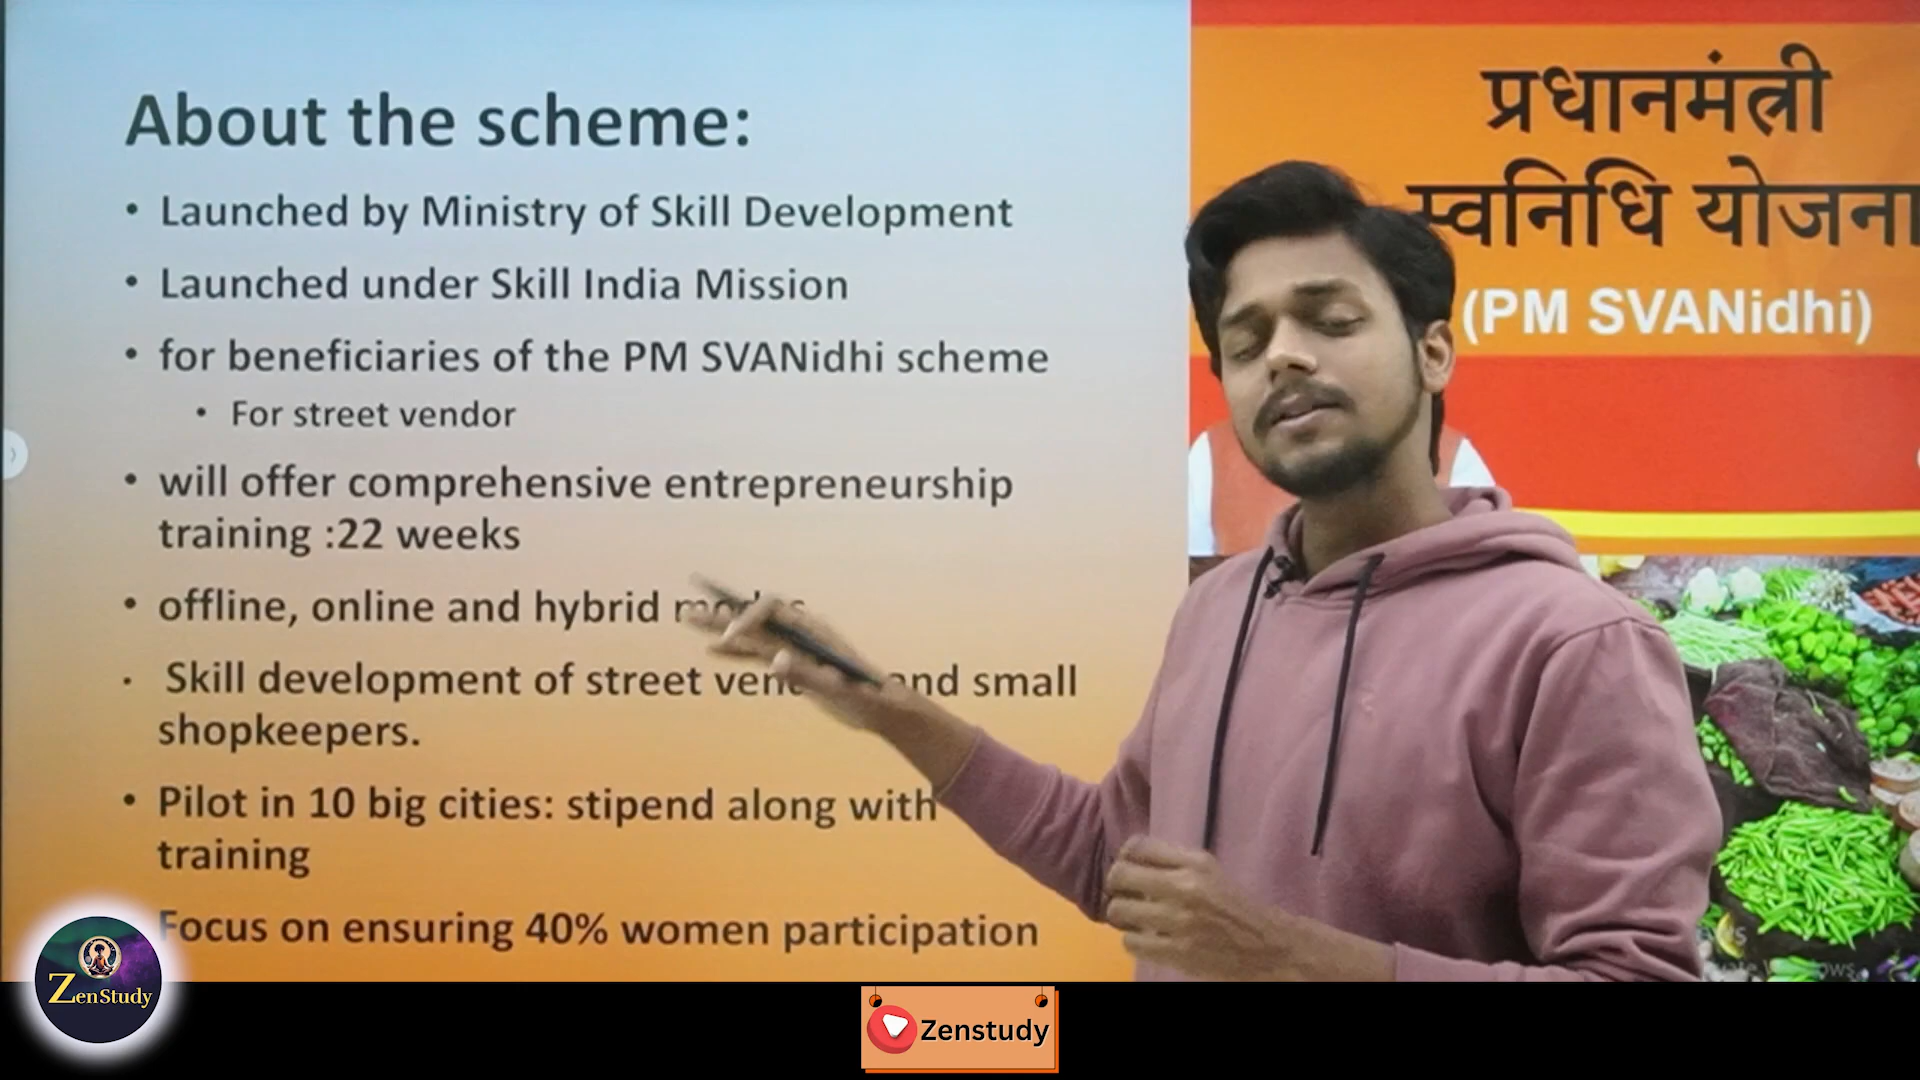 About the scheme:
• Launched by Ministry of Skill Development
• Launched under Skill India Mission
• for beneficiaries of the PM SVANidhi scheme
• For street vendor
• will offer comprehensive entrepreneurship
training :22 weeks
• offline, online and hybrid
• Skill development of street and small
shopkeepers.
• Pilot in 10 big cities: stipend along with
training
Focus on ensuring 40% women participation
प्रधानमंत्री
स्वनिधि योजना
(PM SVANidhi)
ZenStudy
Zenstudy